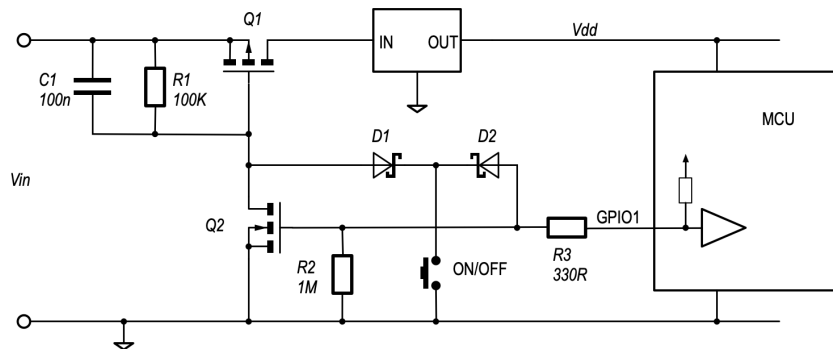 Q1
IN OUT
Vdd
C1
100n
R1
100K
MCU
D1
D2
Vin
Q2
GPIO1
R3
330R
R2
1M
ON/OFF